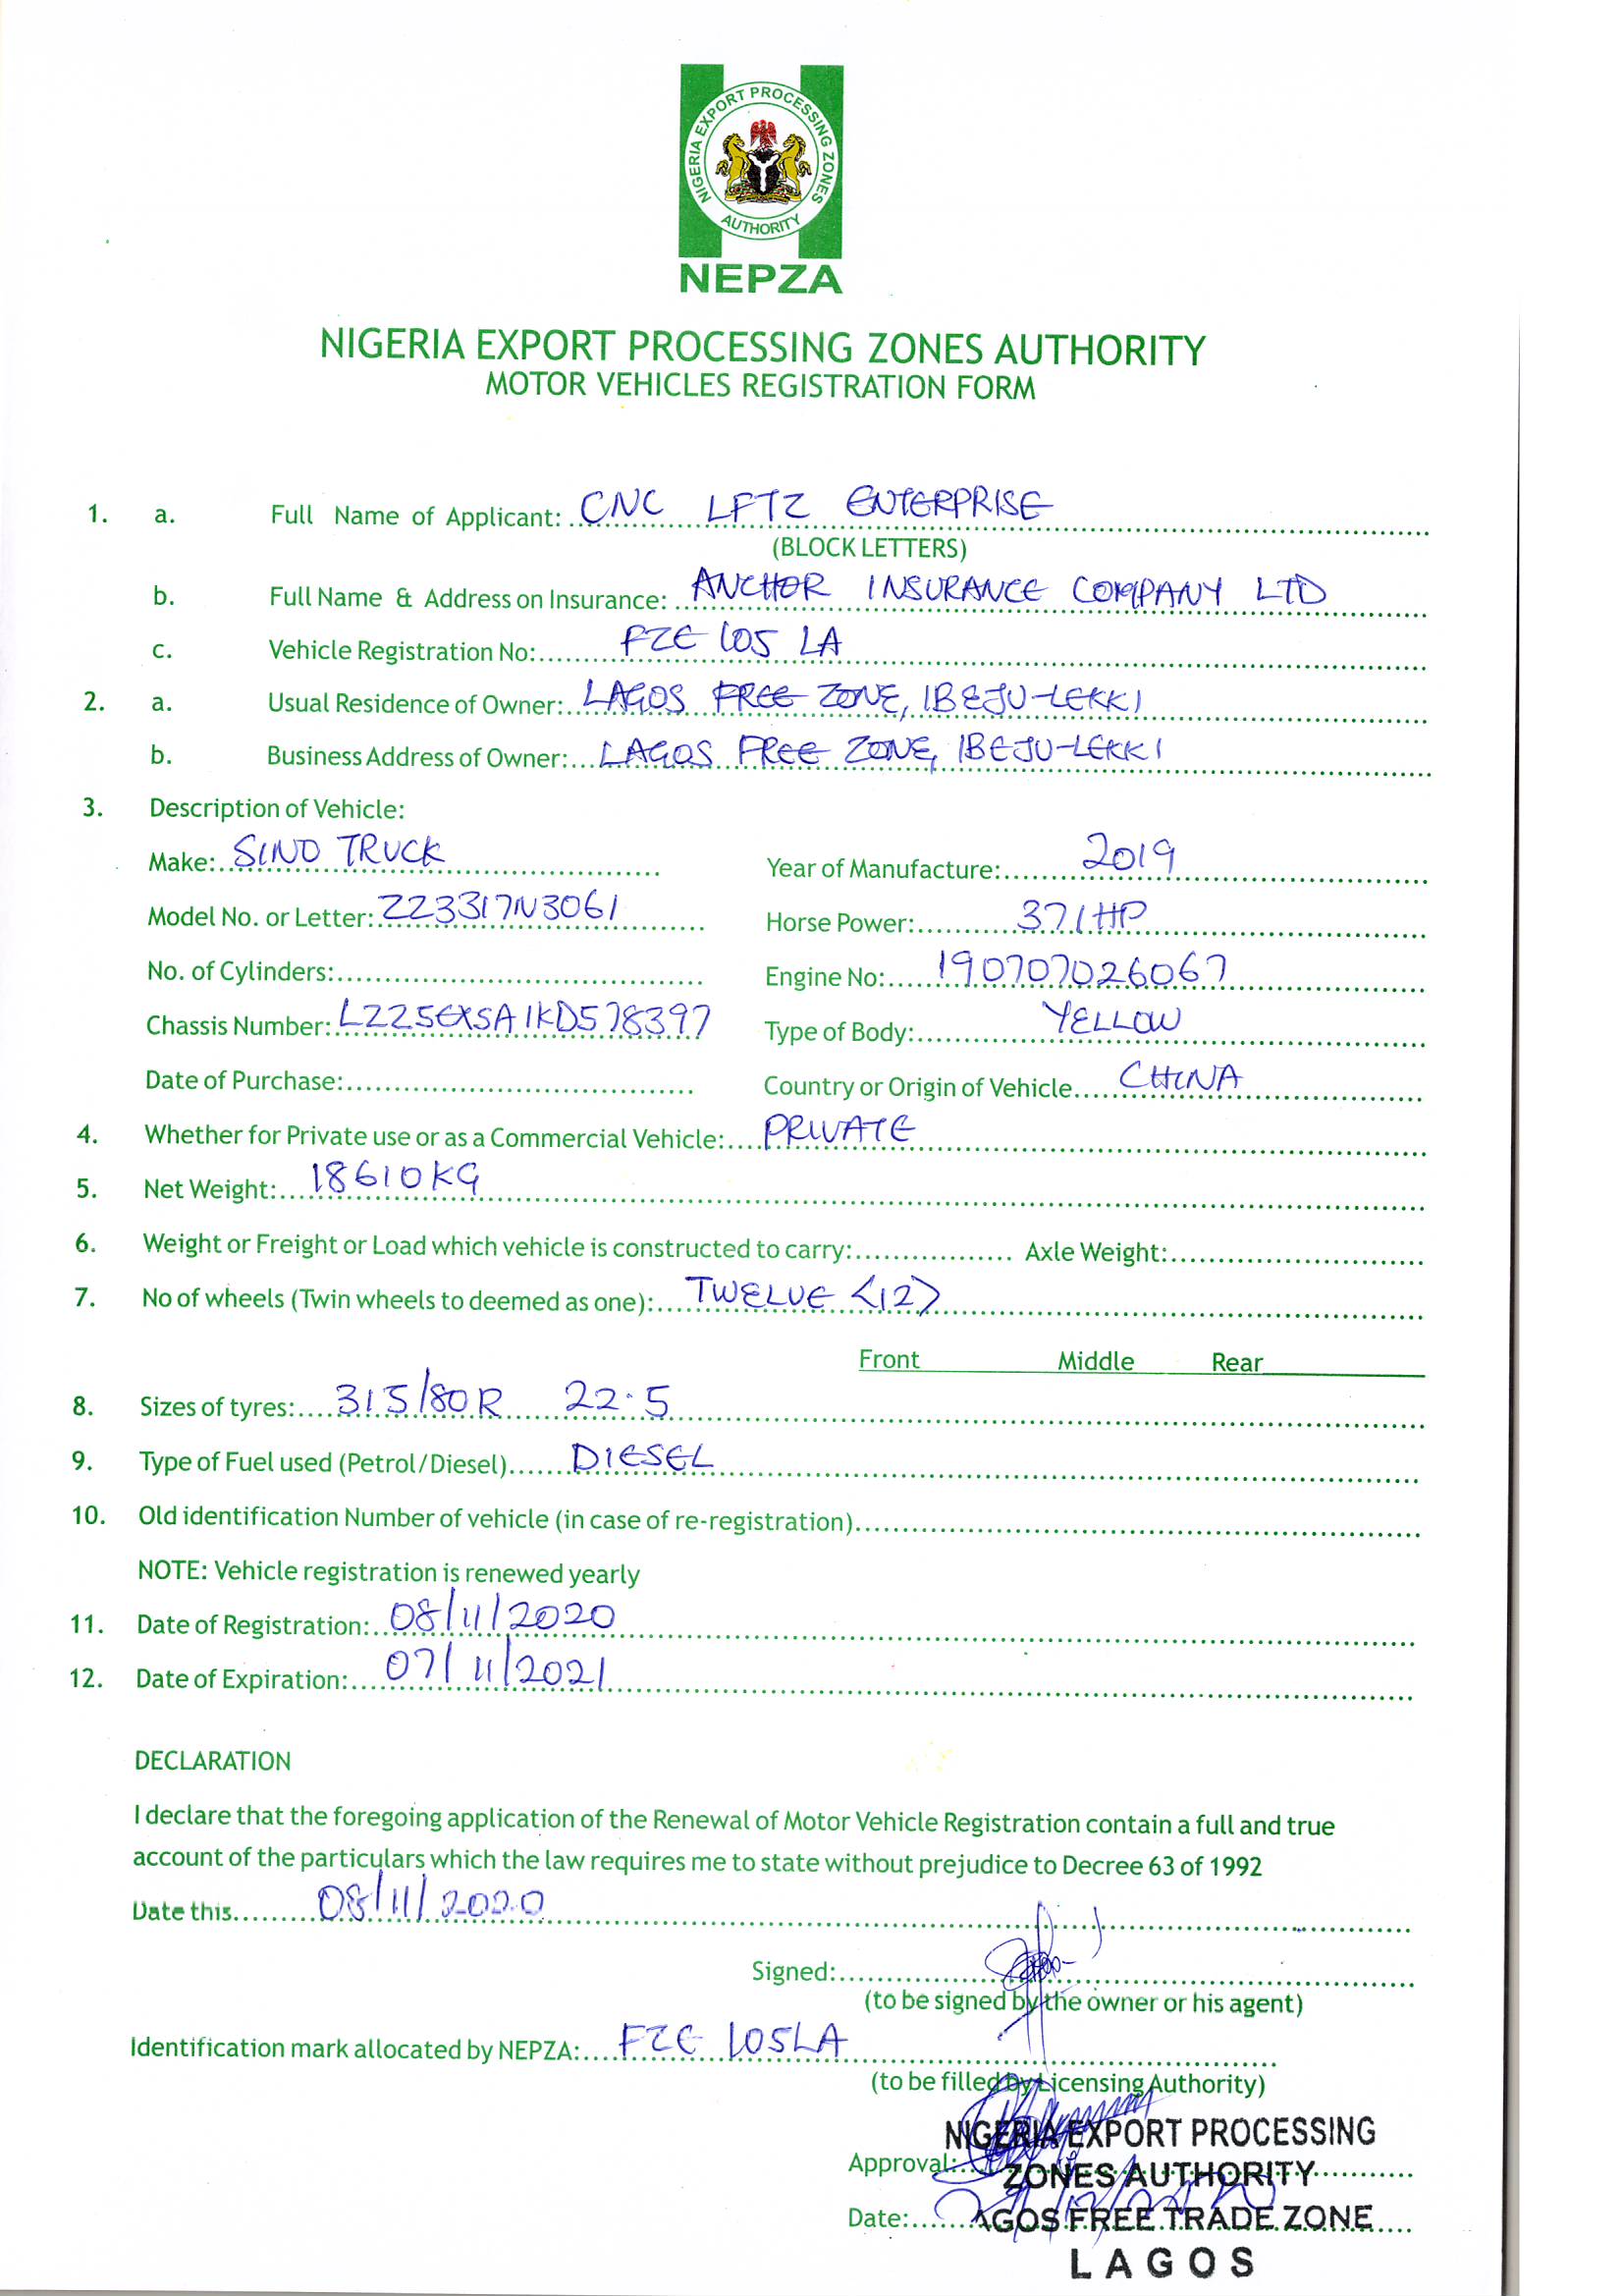 NIGERIA EXPORT PROCESSING ZONES
AUTHORITY
NEPZA
NIGERIA EXPORT PROCESSING ZONES AUTHORITY
MOTOR VEHICLES REGISTRATION FORM
1. a. Full Name of Applicant: CNC LFTZ ENTERPRISE
(BLOCK LETTERS)
b. Full Name & Address on Insurance: ANCHOR INSURANCE COMPANY LTD
c. Vehicle Registration No: FZE 105 LA
2. a. Usual Residence of Owner: LAGOS FREE ZONE, IBEJU-LEKKI
b. Business Address of Owner: LAGOS FREE ZONE, IBEJU-LEKKI
3. Description of Vehicle:
Make: SINO TRUCK Year of Manufacture: 2019
Model No. or Letter: ZZ3317N3061 Horse Power: 371HP
No. of Cylinders: Engine No: 190707026067
Chassis Number: LZZ5EXSA1KD578397 Type of Body: YELLOW
Date of Purchase: Country or Origin of Vehicle CHINA
4. Whether for Private use or as a Commercial Vehicle: PRIVATE
5. Net Weight: 18610KG
6. Weight or Freight or Load which vehicle is constructed to carry: Axle Weight:
7. No of wheels (Twin wheels to deemed as one): TWELVE <12>
Front Middle Rear
8. Sizes of tyres: 315/80R 22.5
9. Type of Fuel used (Petrol/Diesel) DIESEL
10. Old identification Number of vehicle (in case of re-registration)
NOTE: Vehicle registration is renewed yearly
11. Date of Registration: 08/11/2020
12. Date of Expiration: 07/11/2021
DECLARATION
I declare that the foregoing application of the Renewal of Motor Vehicle Registration contain a full and true
account of the particulars which the law requires me to state without prejudice to Decree 63 of 1992
Date this 08/11/2020
Signed:
(to be signed by the owner or his agent)
Identification mark allocated by NEPZA: FZE 105LA
(to be filled by Licensing Authority)
NIGERIA EXPORT PROCESSING
Approval: ZONES AUTHORITY
Date: AGOS FREE TRADE ZONE
LAGOS